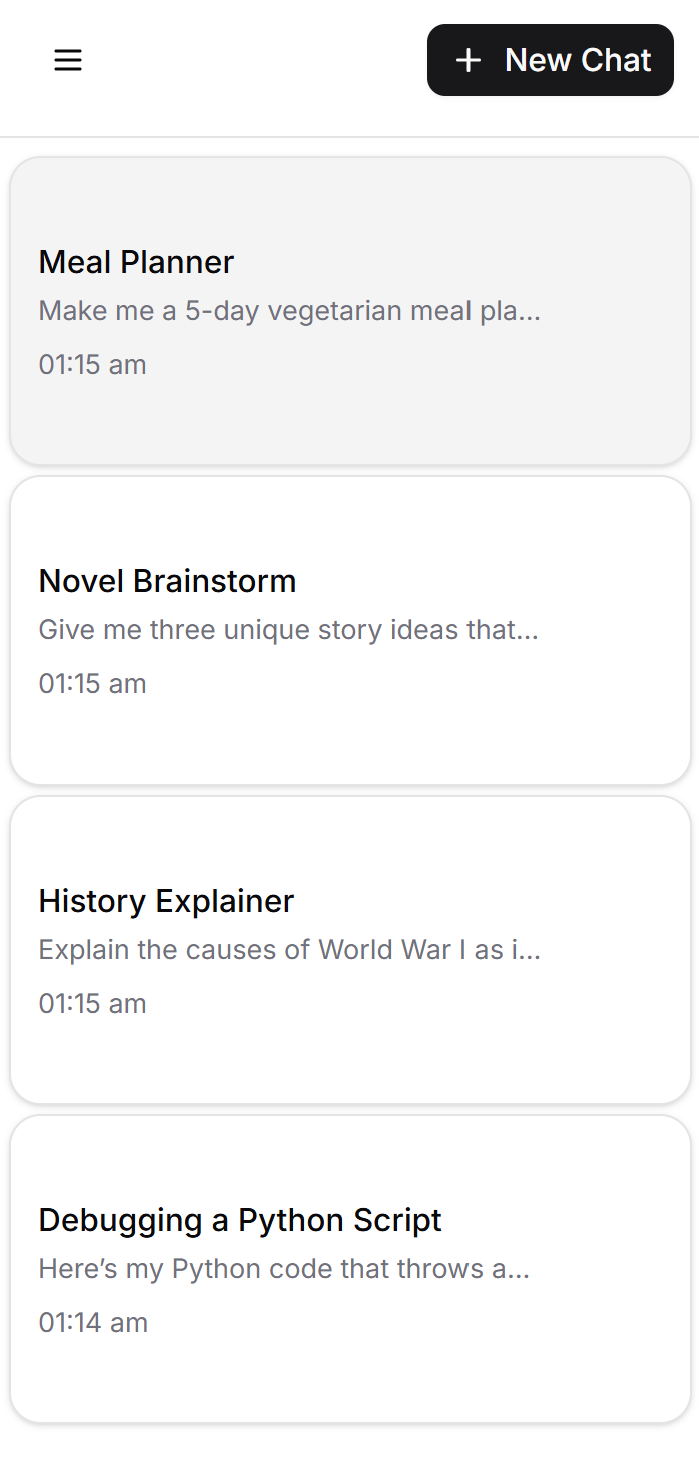 New Chat
Meal Planner
Make me a 5-day vegetarian meal pla...
01:15 am
Novel Brainstorm
Give me three unique story ideas that...
01:15 am
History Explainer
Explain the causes of World War I as i...
01:15 am
Debugging a Python Script
Here’s my Python code that throws a...
01:14 am